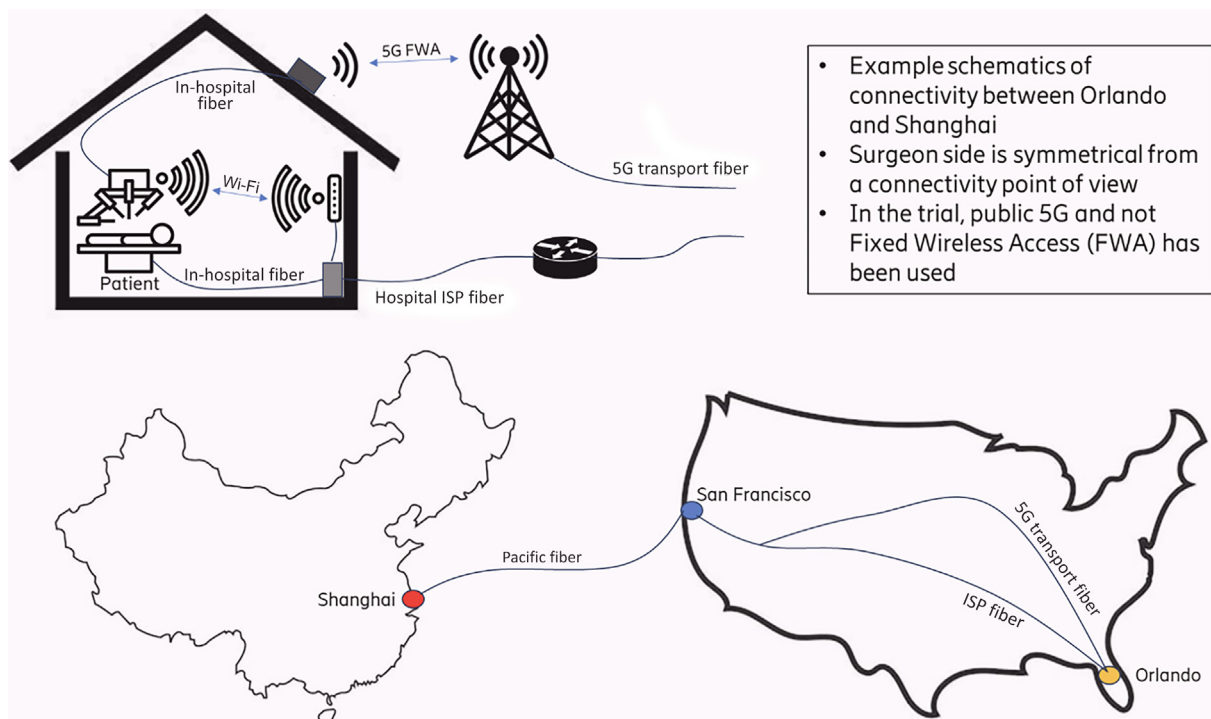 5G FWA
In-hospital
fiber
5G transport fiber
Wi-Fi
In-hospital fiber
Patient
Hospital ISP fiber
• Example schematics of
connectivity between Orlando
and Shanghai
• Surgeon side is symmetrical from
a connectivity point of view
• In the trial, public 5G and not
Fixed Wireless Access (FWA) has
been used
San Francisco
5G transport fiber
Pacific fiber
Shanghai
ISP fiber
Orlando